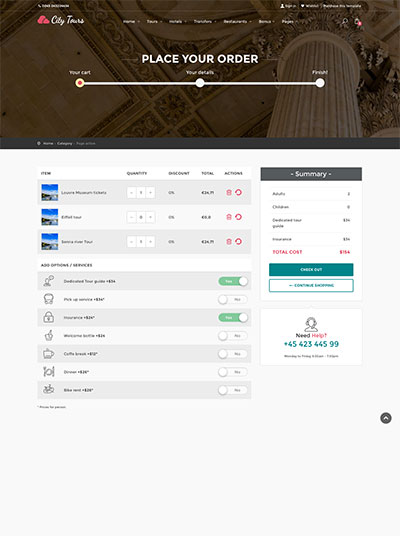 0045 043204434
Sign in
Wishlist
Purchase this template
City Tours
Home Tours Hotels Transfers Restaurants Bonus Pages
PLACE YOUR ORDER
Your cart
Your details
Finish!
Home Category Page active
ITEM QUANTITY DISCOUNT TOTAL ACTIONS
Louvre Museum tickets - 1 + 0% €24,71
Eiffell tour - 0 + 0% €0,0
Senna river Tour - 1 + 0% €24,71
ADD OPTIONS / SERVICES
Dedicated Tour guide +$34 Yes
Pick up service +$34* No
Insurance +$24* Yes
Welcome bottle +$24 No
Coffe break +$12* No
Dinner +$26* No
Bike rent +$26* No
* Prices for person.
- Summary -
Adults 2
Children 0
Dedicated tour guide $34
Insurance $34
TOTAL COST $154
CHECK OUT
CONTINUE SHOPPING
Need Help?
+45 423 445 99
Monday to Friday 9.00am - 7.30pm